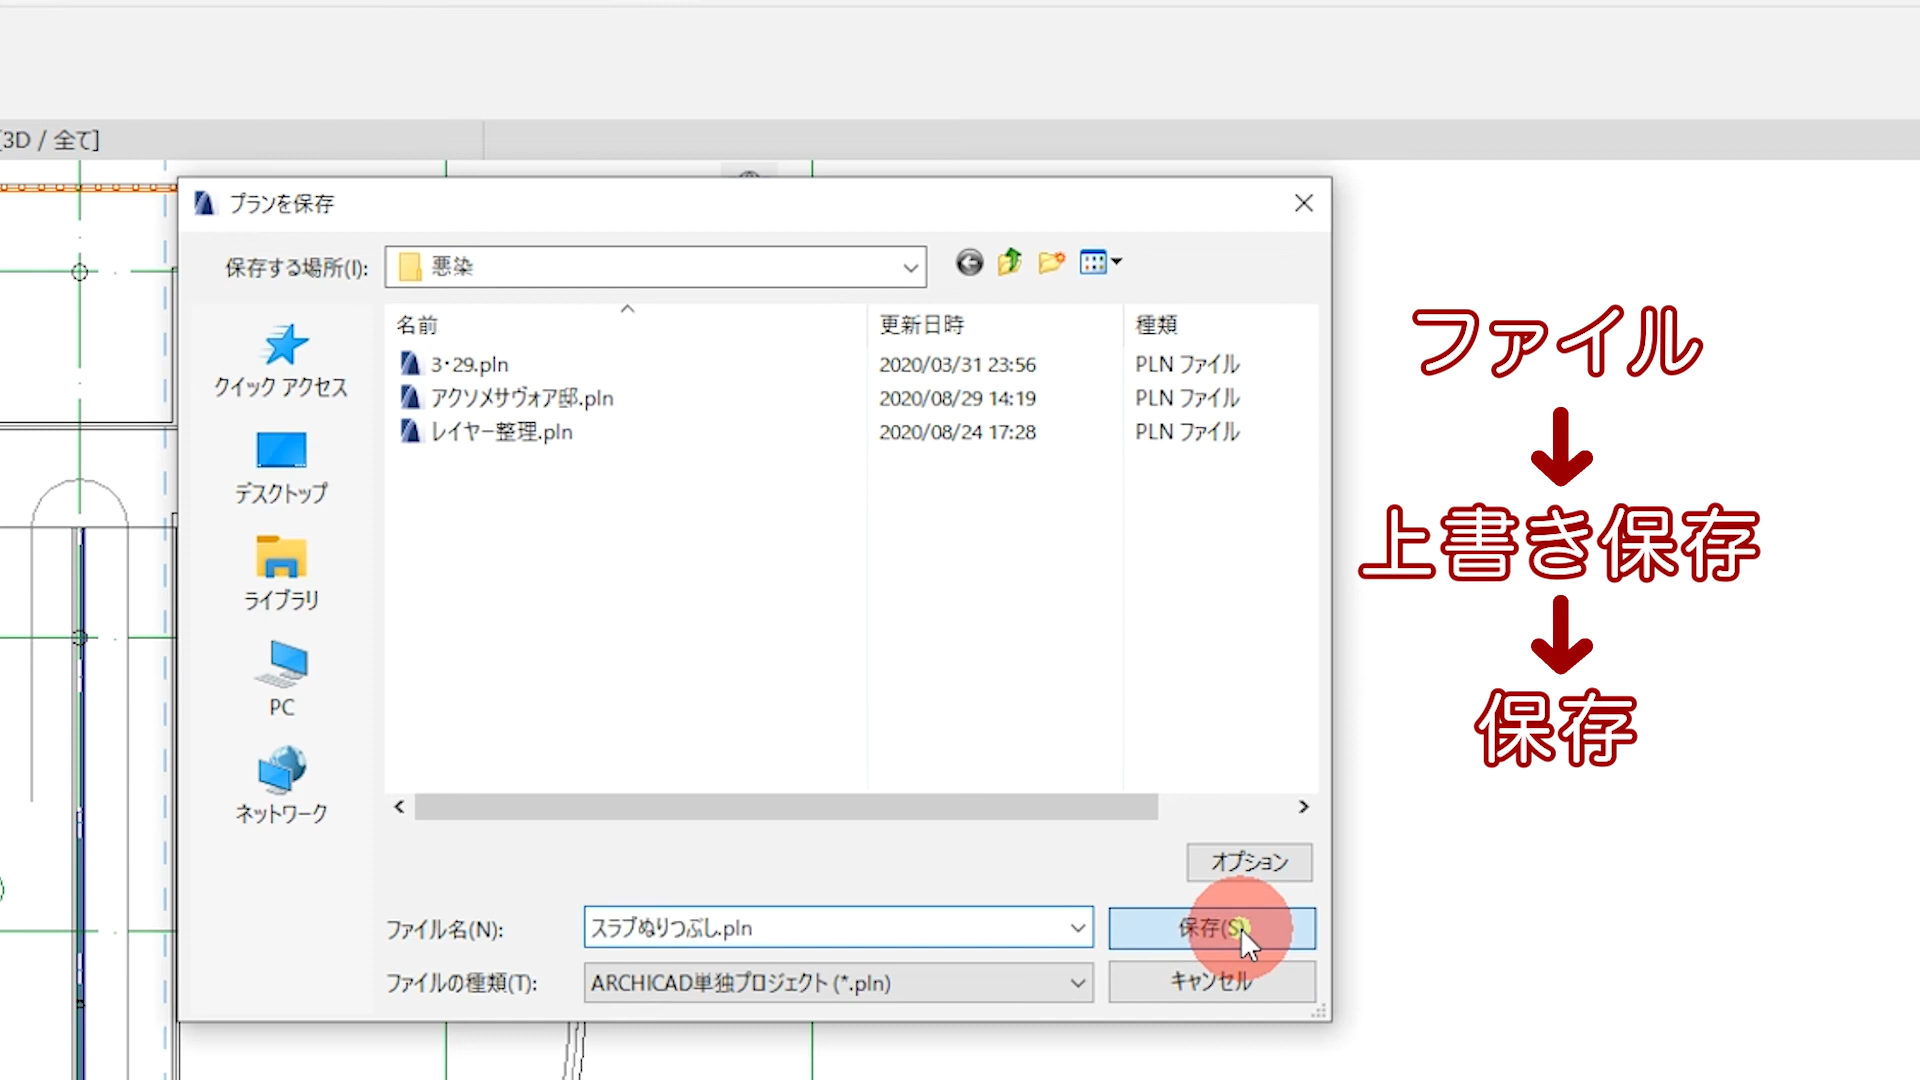 [3D / 全て]
プランを保存
保存する場所(I):
悪染
名前
更新日時
種類
3・29.pln
2020/03/31 23:56
PLN ファイル
アクソメサヴォア邸.pln
2020/08/29 14:19
PLN ファイル
レイヤー整理.pln
2020/08/24 17:28
PLN ファイル
クイック アクセス
デスクトップ
ライブラリ
PC
ネットワーク
オプション
ファイル名(N):
スラブぬりつぶし.pln
保存(S)
ファイルの種類(T):
ARCHICAD単独プロジェクト (*.pln)
キャンセル
ファイル
上書き保存
保存